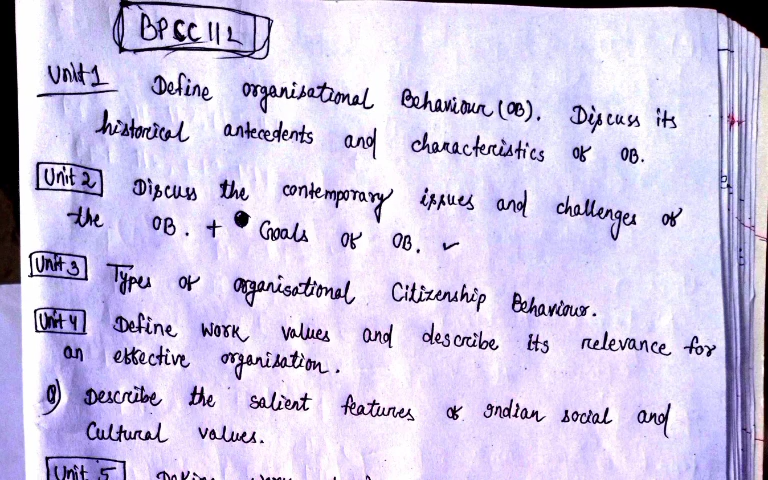 BPCC 112
Unit 1 Define organisational Behaviour (OB). Discuss its
historical antecedents and characteristics of OB.
Unit 2 Discuss the contemporary issues and challenges of
the OB. + Goals of OB. ✓
Unit 3 Types of organisational Citizenship Behaviour.
Unit 4 Define work values and describe its relevance for
an effective organisation.
Q) Describe the salient features of Indian social and
Cultural values.
Unit 5